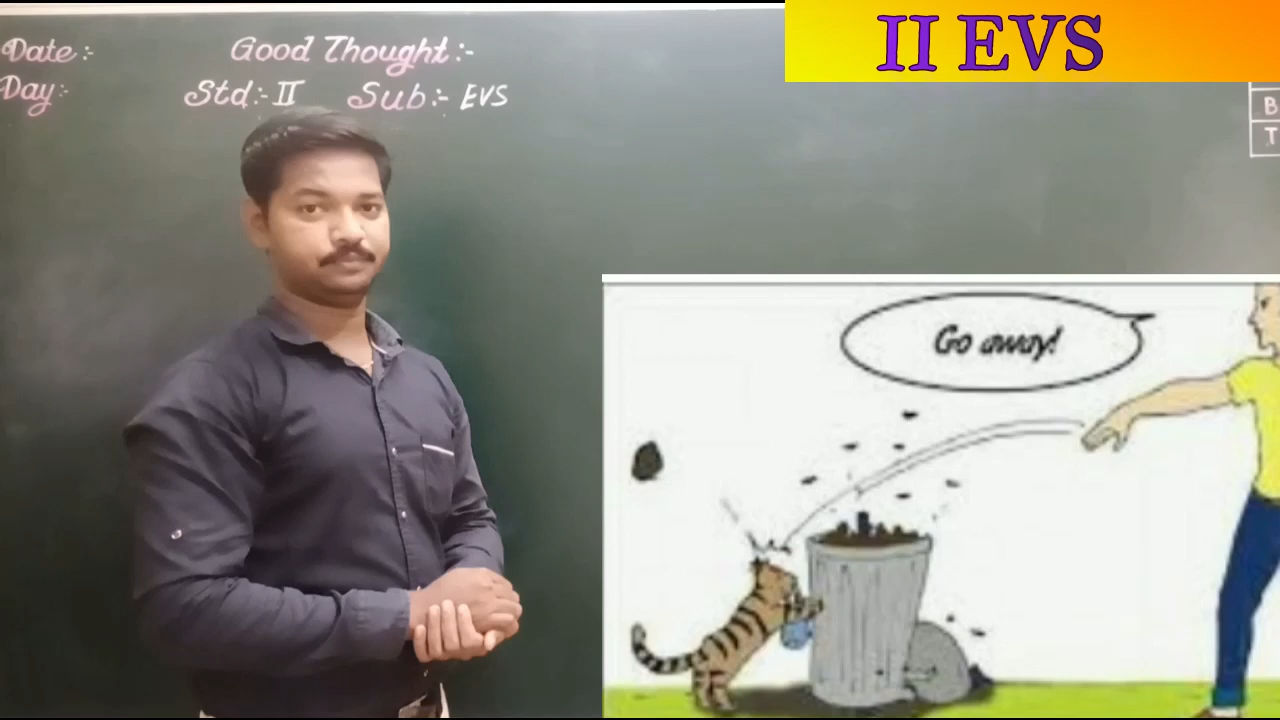 II EVS
Date:-
Good Thought:-
Day:-
Std:- II
Sub:- EVS
B
T
Go away!